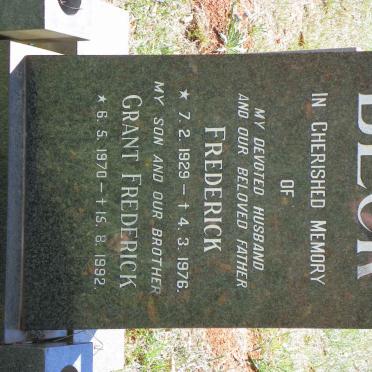 IN CHERISHED MEMORY
OF
MY DEVOTED HUSBAND
AND OUR BELOVED FATHER
FREDERICK
★ 7. 2. 1929 — † 4. 3. 1976.
MY SON AND OUR BROTHER
GRANT FREDERICK
★ 6. 5. 1970 — † 15. 8. 1992.